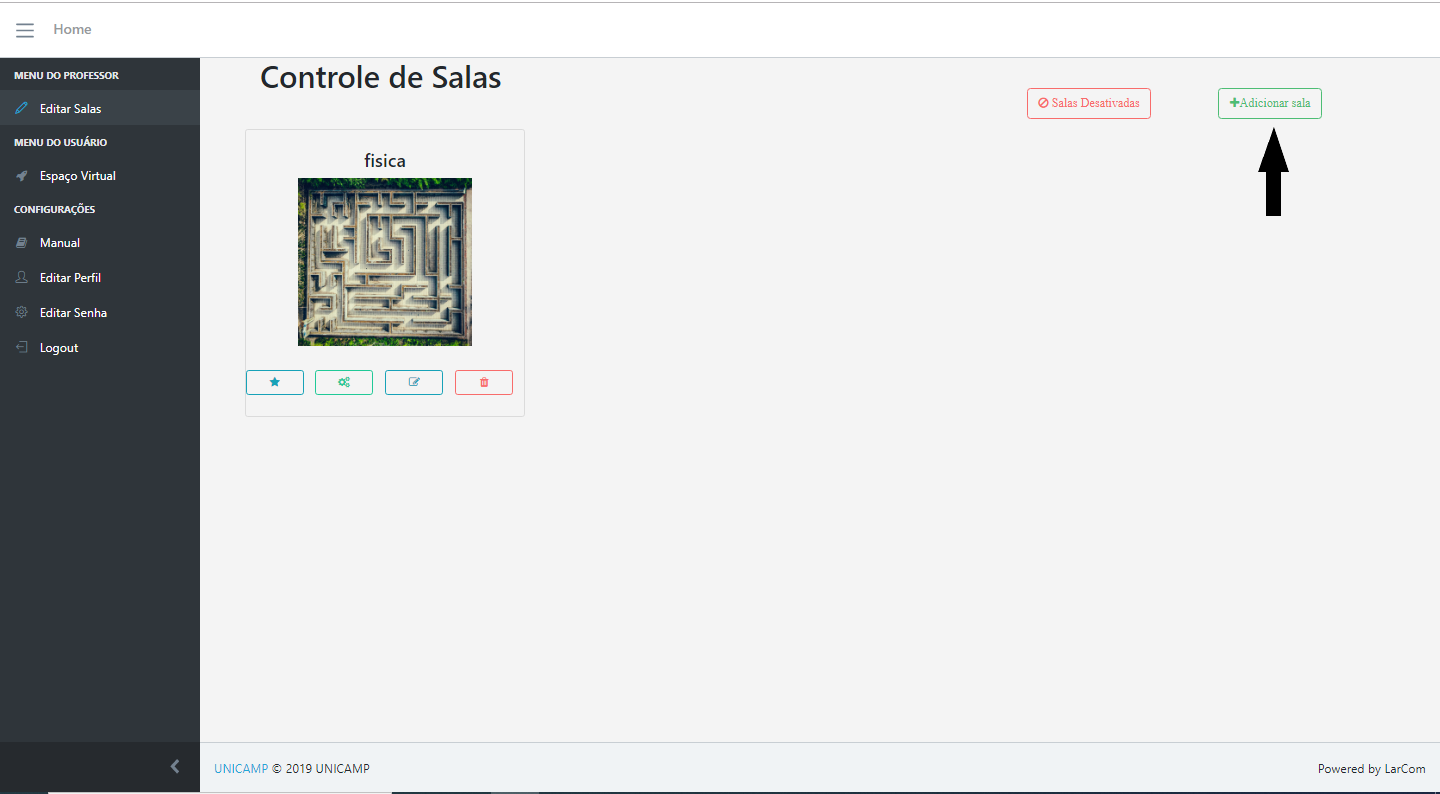 Home
MENU DO PROFESSOR
Editar Salas
MENU DO USUÁRIO
Espaço Virtual
CONFIGURAÇÕES
Manual
Editar Perfil
Editar Senha
Logout
Controle de Salas
Salas Desativadas
Adicionar sala
fisica
UNICAMP © 2019 UNICAMP
Powered by LarCom